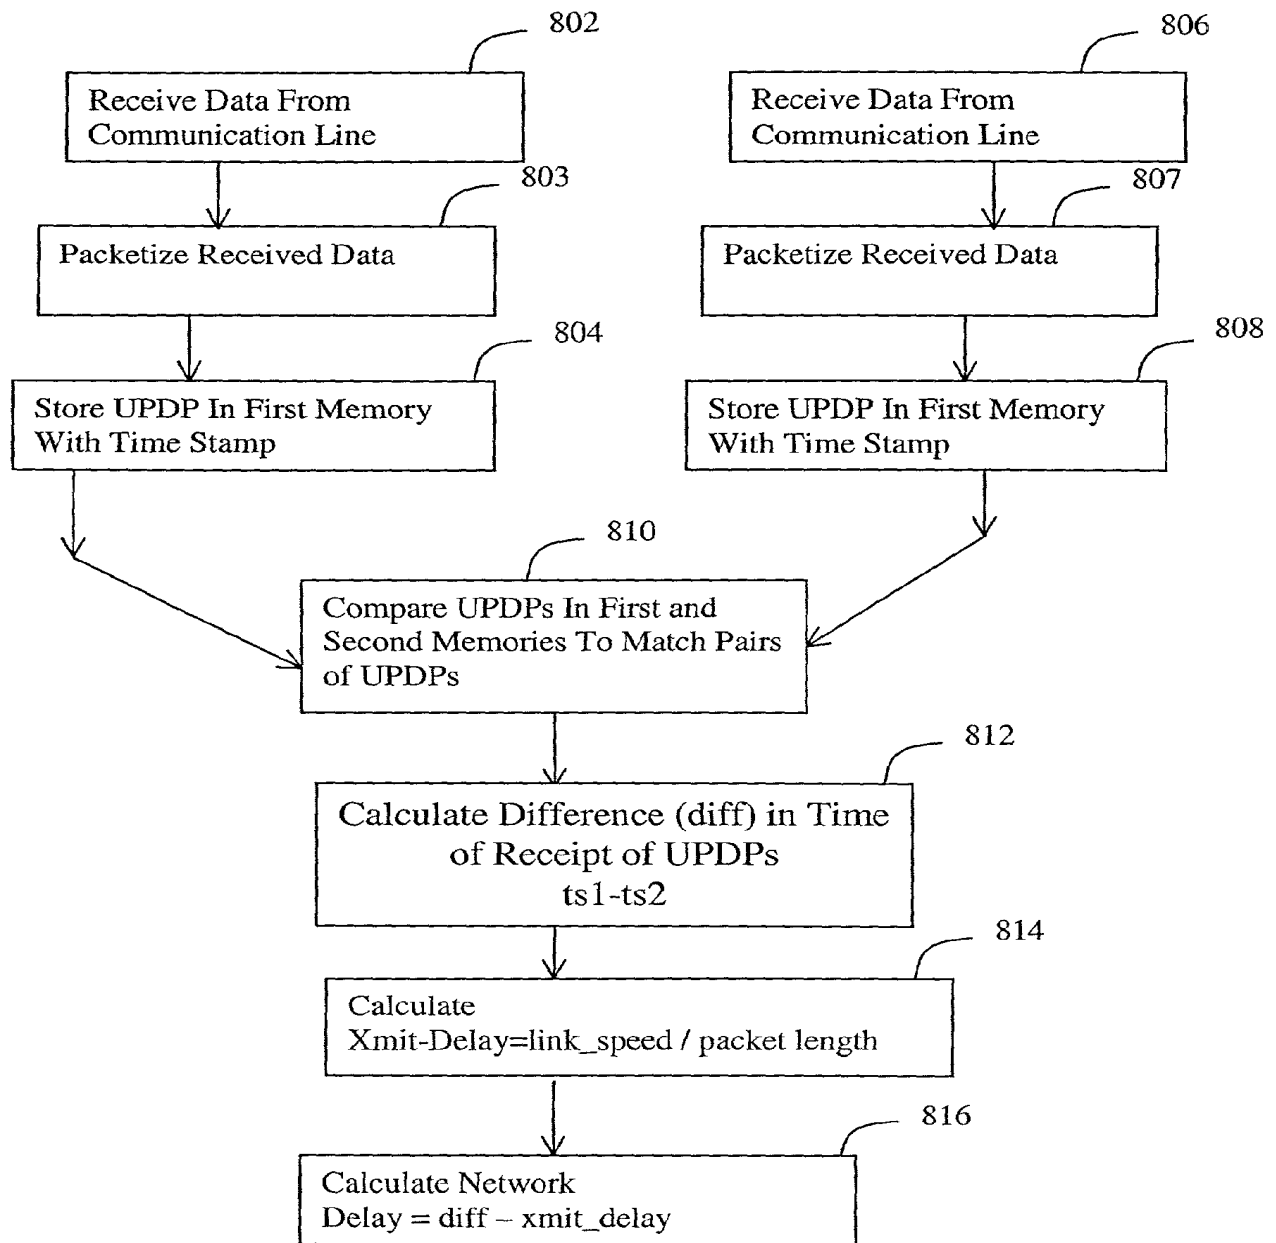 802
Receive Data From
Communication Line
803
Packetize Received Data
804
Store UPDP In First Memory
With Time Stamp
806
Receive Data From
Communication Line
807
Packetize Received Data
808
Store UPDP In First Memory
With Time Stamp
810
Compare UPDPs In First and
Second Memories To Match Pairs
of UPDPs
812
Calculate Difference (diff) in Time
of Receipt of UPDPs
ts1-ts2
814
Calculate
Xmit-Delay=link_speed / packet length
816
Calculate Network
Delay = diff – xmit_delay